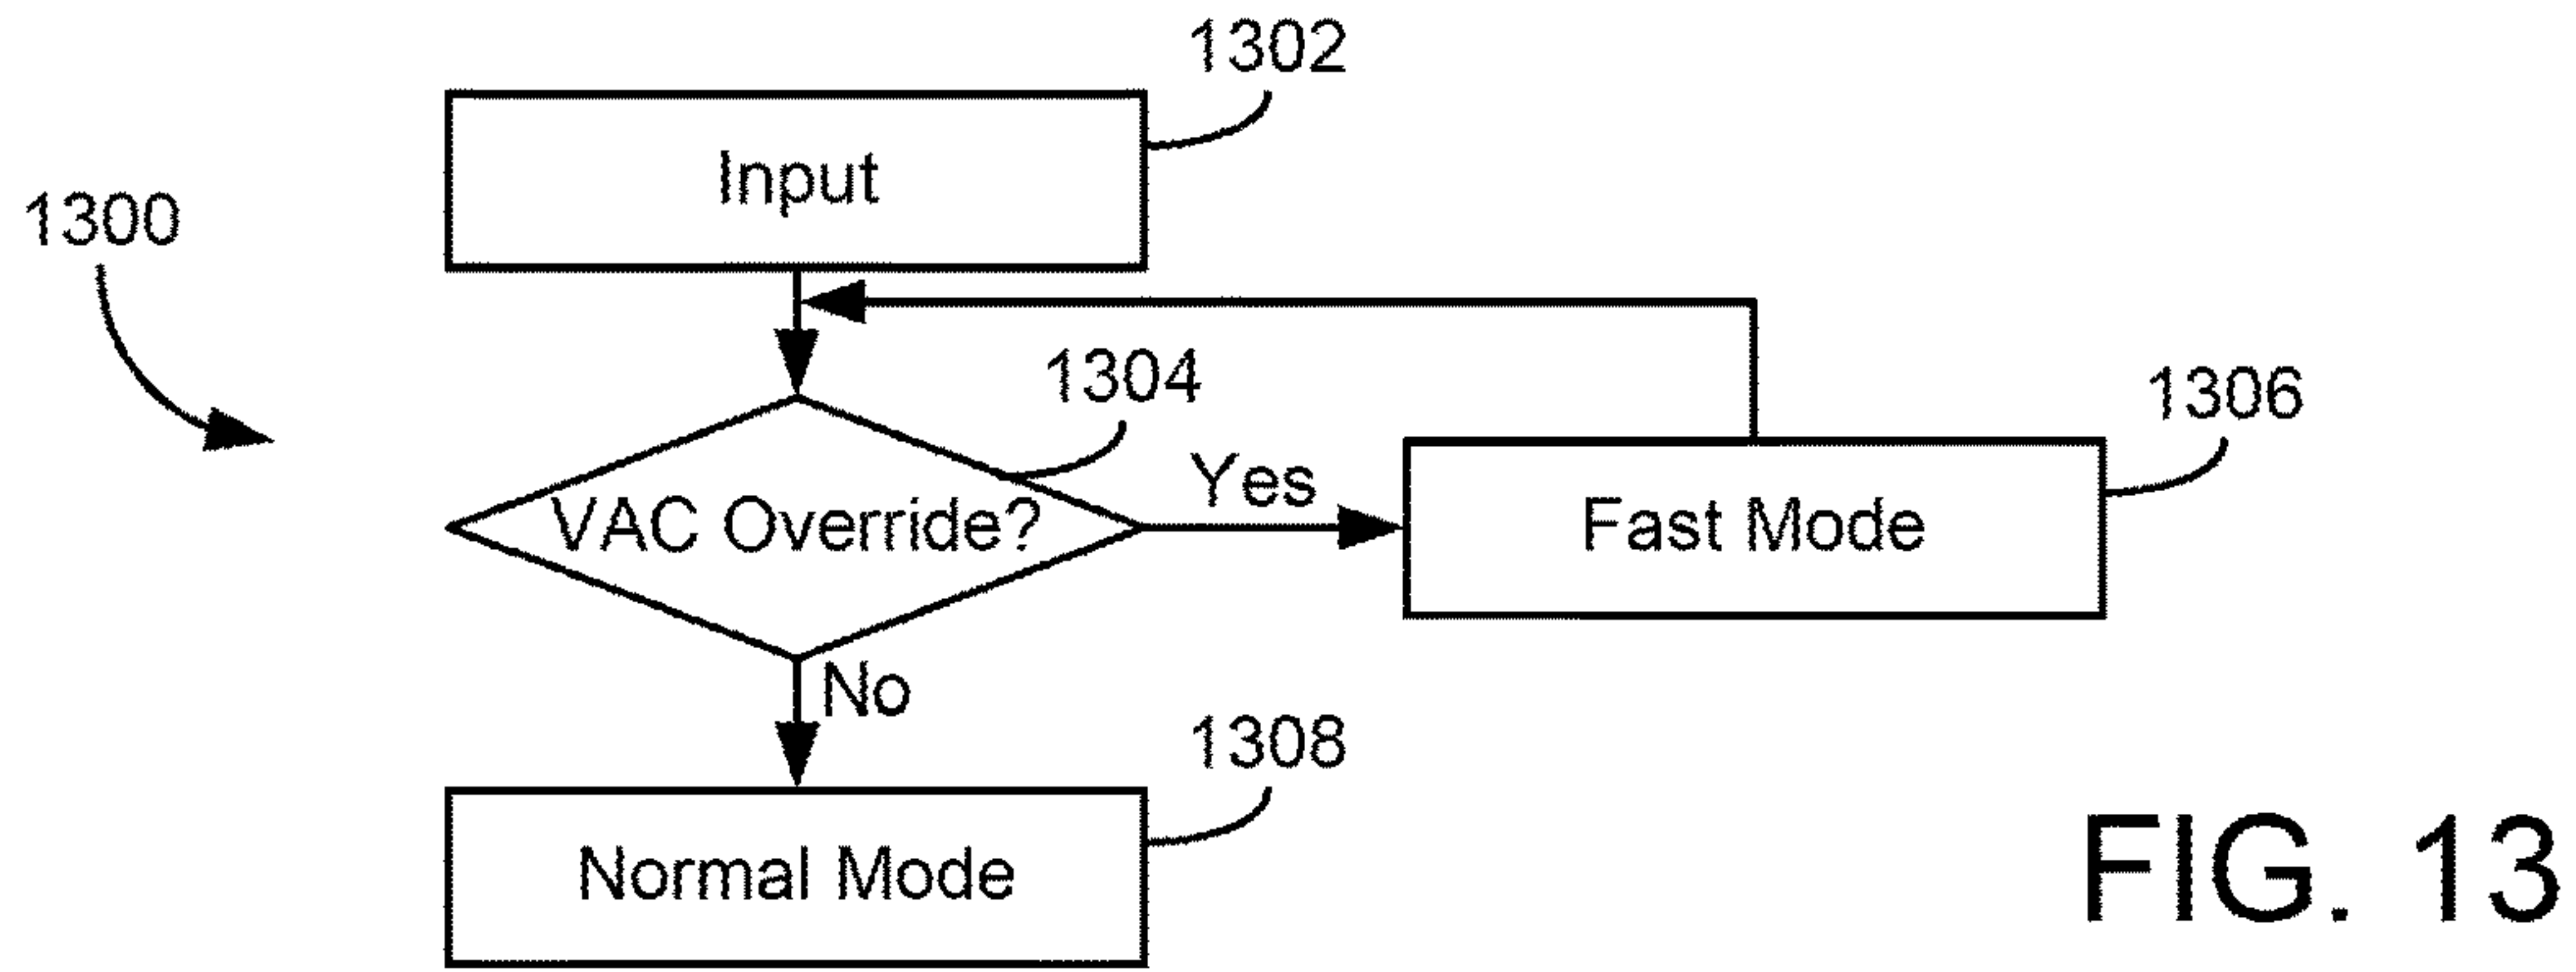 1302
Input
1300
1304
1306
Yes
VAC Override?
Fast Mode
No
1308
Normal Mode
FIG. 13